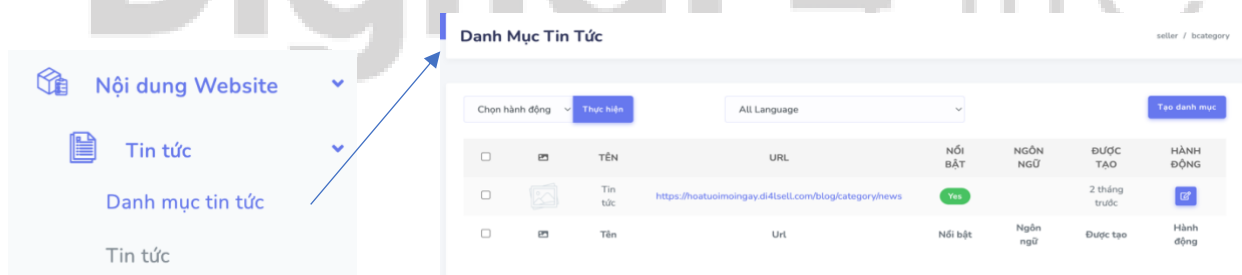 Nội dung Website
Tin tức
Danh mục tin tức
Tin tức
Danh Mục Tin Tức
seller / bcategory
Chọn hành động
Thực hiện
All Language
Tạo danh mục
TÊN
URL
NỔI
BẬT
NGÔN
NGỮ
ĐƯỢC
TẠO
HÀNH
ĐỘNG
Tin
tức
https://hoatuoimoingay.di4lsell.com/blog/category/news
Yes
2 tháng
trước
Tên
Url
Nổi bật
Ngôn
ngữ
Được tạo
Hành
động